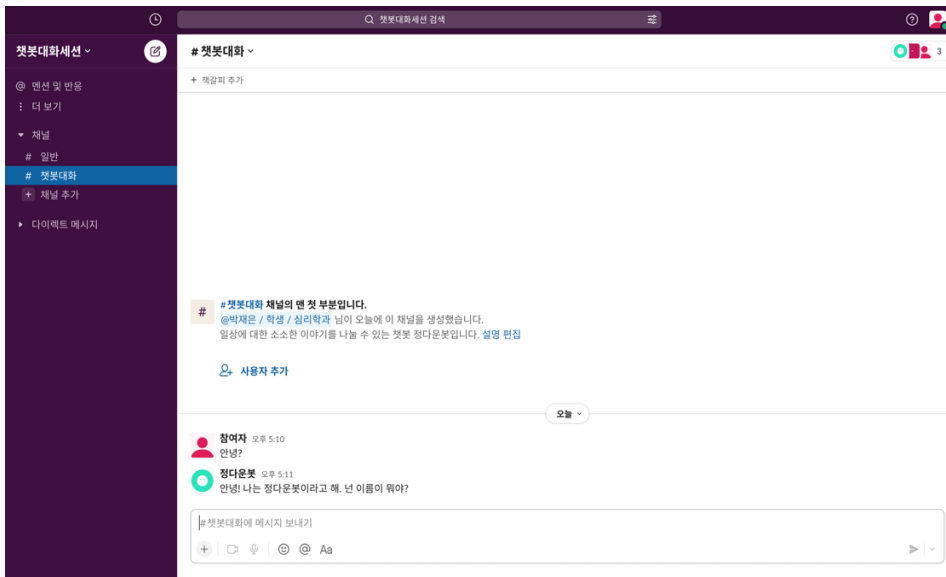 챗봇대화세션 검색
챗봇대화세션
# 챗봇대화
3
@ 멘션 및 반응
더 보기
+ 책갈피 추가
채널
# 일반
# 챗봇대화
+ 채널 추가
다이렉트 메시지
# #챗봇대화 채널의 맨 첫 부분입니다.
@박재은 / 학생 / 심리학과 님이 오늘에 이 채널을 생성했습니다.
일상에 대한 소소한 이야기를 나눌 수 있는 챗봇 정다운봇입니다. 설명 편집
사용자 추가
오늘
참여자 오후 5:10
안녕?
정다운봇 오후 5:11
안녕! 나는 정다운봇이라고 해. 넌 이름이 뭐야?
#챗봇대화에 메시지 보내기
+ @ Aa